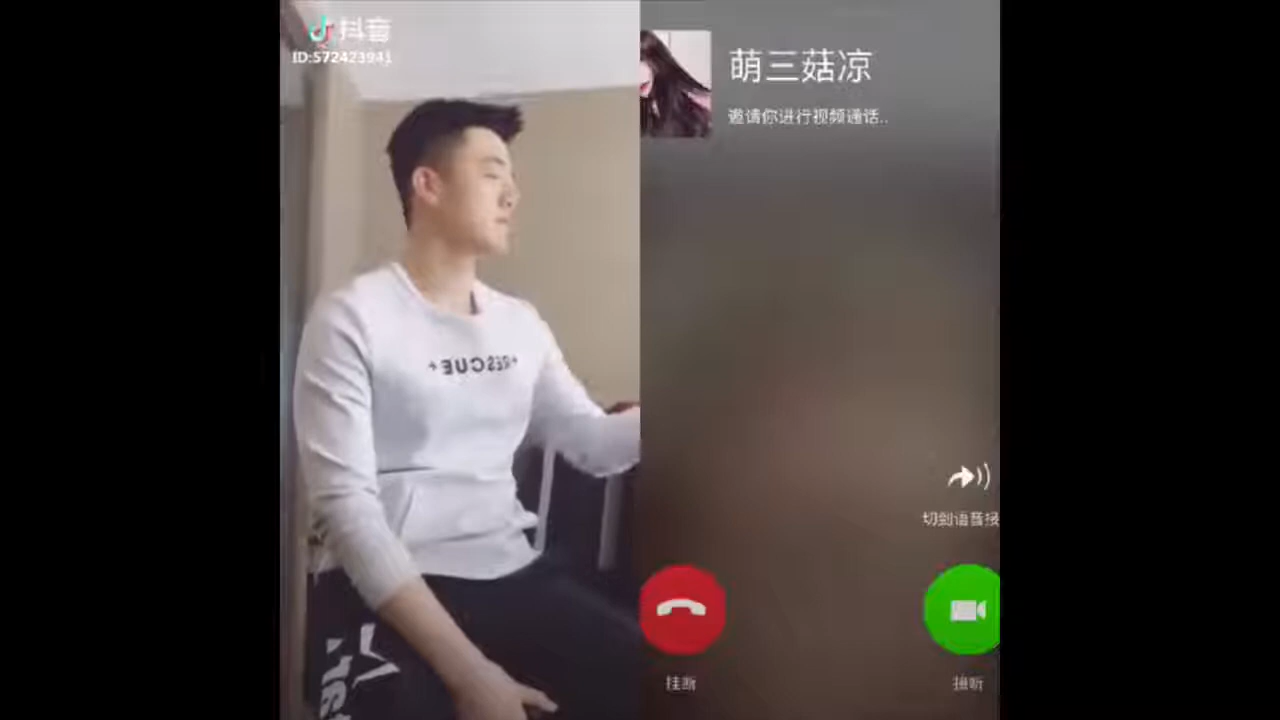 抖音
ID:572423941
+RESCUE+
萌三菇凉
邀请你进行视频通话..
切到语音接
挂断
接听